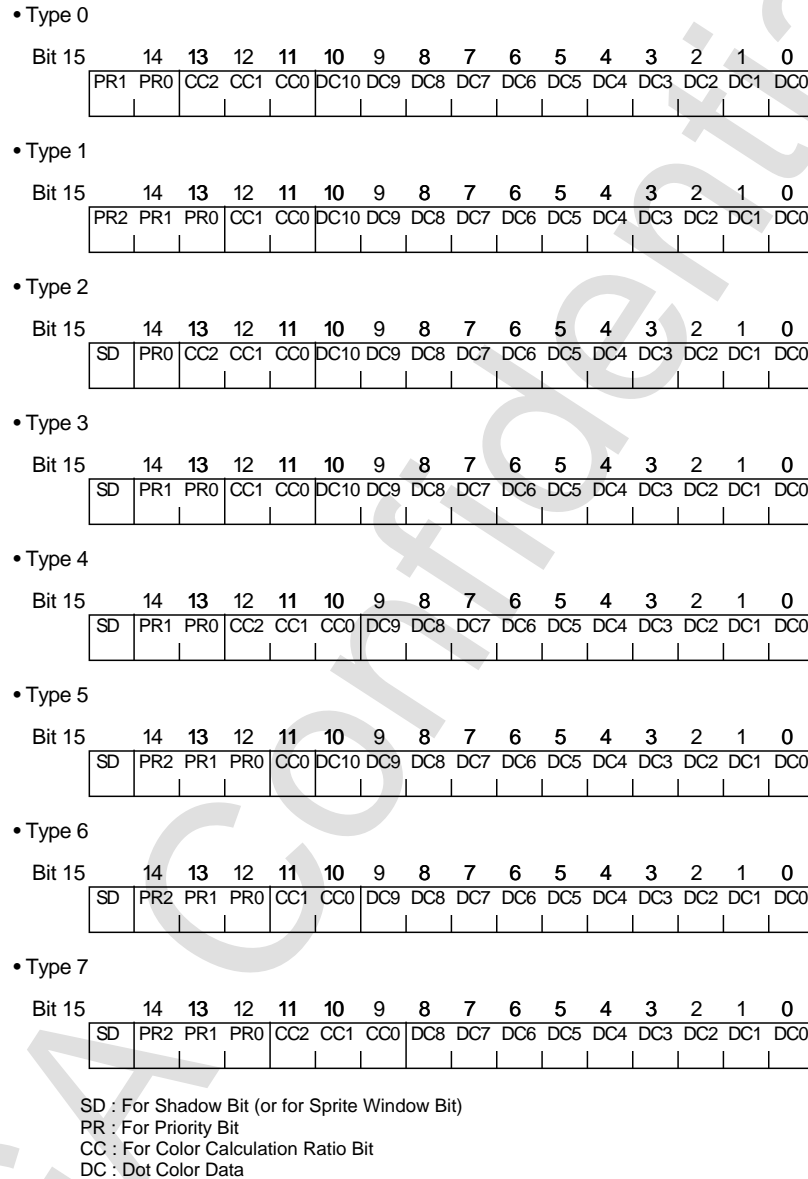 • Type 0
Bit 15 14 13 12 11 10 9 8 7 6 5 4 3 2 1 0
PR1 PR0 CC2 CC1 CC0 DC10 DC9 DC8 DC7 DC6 DC5 DC4 DC3 DC2 DC1 DC0
• Type 1
Bit 15 14 13 12 11 10 9 8 7 6 5 4 3 2 1 0
PR2 PR1 PR0 CC1 CC0 DC10 DC9 DC8 DC7 DC6 DC5 DC4 DC3 DC2 DC1 DC0
• Type 2
Bit 15 14 13 12 11 10 9 8 7 6 5 4 3 2 1 0
SD PR0 CC2 CC1 CC0 DC10 DC9 DC8 DC7 DC6 DC5 DC4 DC3 DC2 DC1 DC0
• Type 3
Bit 15 14 13 12 11 10 9 8 7 6 5 4 3 2 1 0
SD PR1 PR0 CC1 CC0 DC10 DC9 DC8 DC7 DC6 DC5 DC4 DC3 DC2 DC1 DC0
• Type 4
Bit 15 14 13 12 11 10 9 8 7 6 5 4 3 2 1 0
SD PR1 PR0 CC2 CC1 CC0 DC9 DC8 DC7 DC6 DC5 DC4 DC3 DC2 DC1 DC0
• Type 5
Bit 15 14 13 12 11 10 9 8 7 6 5 4 3 2 1 0
SD PR2 PR1 PR0 CC0 DC10 DC9 DC8 DC7 DC6 DC5 DC4 DC3 DC2 DC1 DC0
• Type 6
Bit 15 14 13 12 11 10 9 8 7 6 5 4 3 2 1 0
SD PR2 PR1 PR0 CC1 CC0 DC9 DC8 DC7 DC6 DC5 DC4 DC3 DC2 DC1 DC0
• Type 7
Bit 15 14 13 12 11 10 9 8 7 6 5 4 3 2 1 0
SD PR2 PR1 PR0 CC2 CC1 CC0 DC8 DC7 DC6 DC5 DC4 DC3 DC2 DC1 DC0
SD : For Shadow Bit (or for Sprite Window Bit)
PR : For Priority Bit
CC : For Color Calculation Ratio Bit
DC : Dot Color Data
A Confidenti